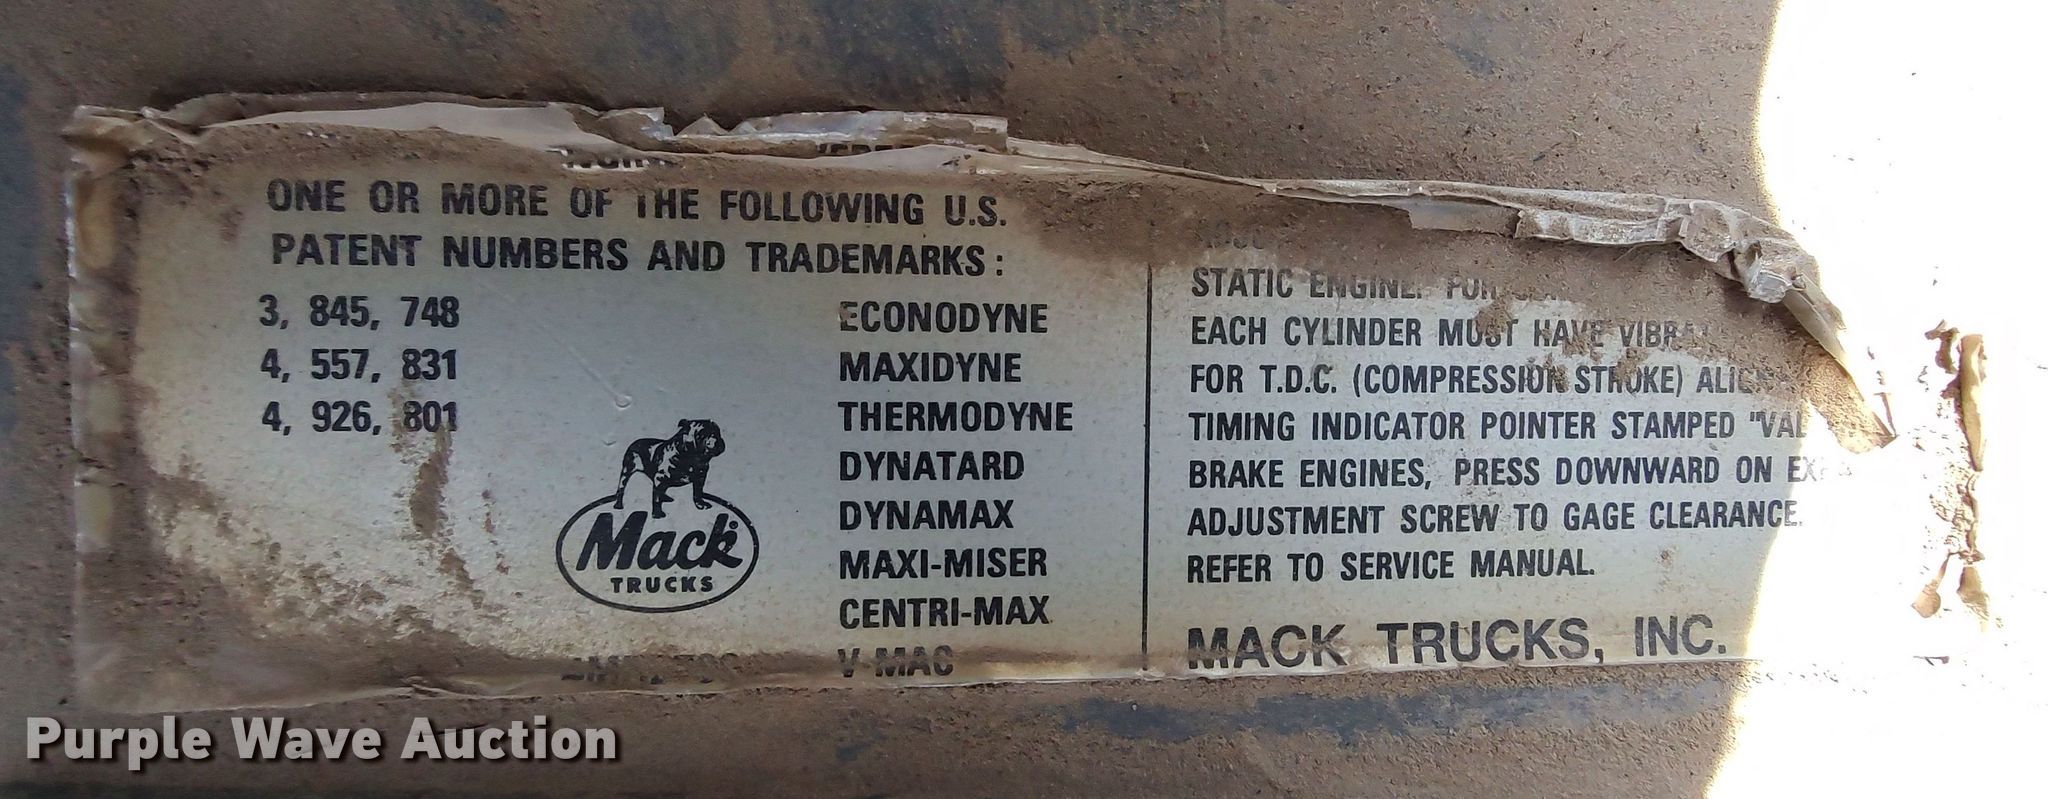 ONE OR MORE OF THE FOLLOWING U.S.
PATENT NUMBERS AND TRADEMARKS:
3, 845, 748
4, 557, 831
4, 926, 801
Mack
TRUCKS
ECONODYNE
MAXIDYNE
THERMODYNE
DYNATARD
DYNAMAX
MAXI-MISER
CENTRI-MAX
V-MAC
STATIC ENGINE.
EACH CYLINDER MUST HAVE
FOR T.D.C. (COMPRESSION STROKE)
TIMING INDICATOR POINTER STAMPED
BRAKE ENGINES, PRESS DOWNWARD ON
ADJUSTMENT SCREW TO GAGE CLEARANCE.
REFER TO SERVICE MANUAL.
MACK TRUCKS, INC.
Purple Wave Auction